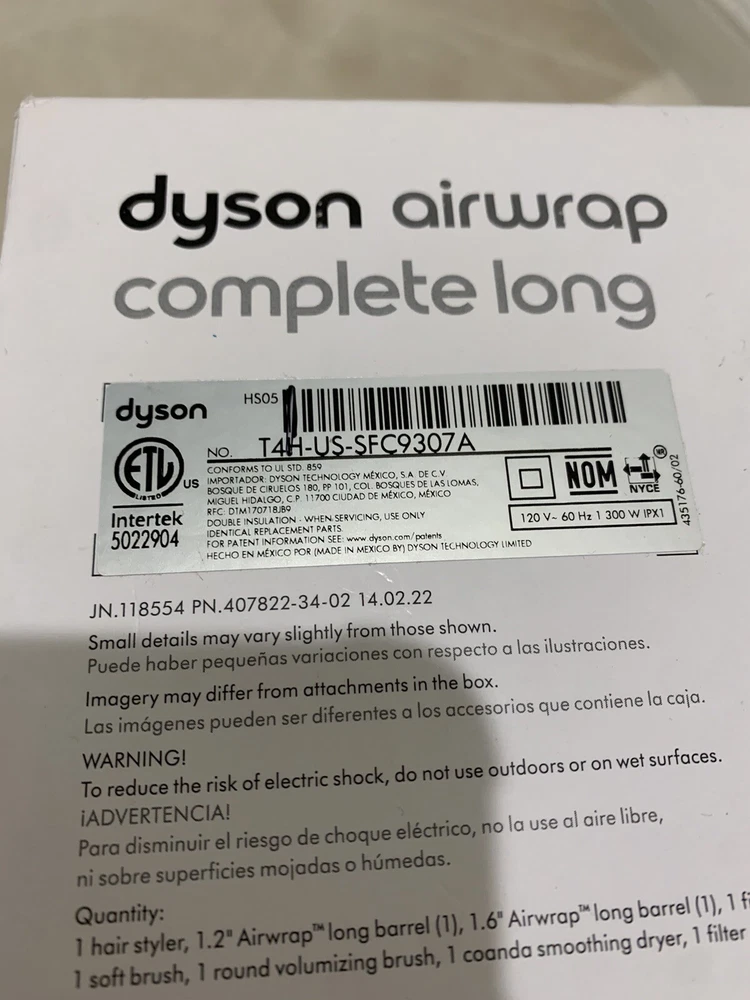 dyson airwrap
complete long
dyson
HS05
NO. T4H-US-SFC9307A
ETL
LISTED
US
Intertek
5022904
CONFORMS TO UL STD. 859
IMPORTADOR: DYSON TECHNOLOGY MÉXICO, S.A. DE C.V
BOSQUE DE CIRUELOS 180, PP 101, COL. BOSQUES DE LAS LOMAS,
MIGUEL HIDALGO, C.P. 11700 CIUDAD DE MÉXICO, MÉXICO
RFC: DTM170718JB9
DOUBLE INSULATION - WHEN SERVICING, USE ONLY
IDENTICAL REPLACEMENT PARTS.
FOR PATENT INFORMATION SEE: www.dyson.com/patents
HECHO EN MÉXICO POR (MADE IN MEXICO BY) DYSON TECHNOLOGY LIMITED
NOM
NYCE
120 V~ 60 Hz 1 300 W IPX1
435176-60/02
JN.118554 PN.407822-34-02 14.02.22
Small details may vary slightly from those shown.
Puede haber pequeñas variaciones con respecto a las ilustraciones.
Imagery may differ from attachments in the box.
Las imágenes pueden ser diferentes a los accesorios que contiene la caja.
WARNING!
To reduce the risk of electric shock, do not use outdoors or on wet surfaces.
¡ADVERTENCIA!
Para disminuir el riesgo de choque eléctrico, no la use al aire libre,
ni sobre superficies mojadas o húmedas.
Quantity:
1 hair styler, 1.2" Airwrap™ long barrel (1), 1.6" Airwrap™ long barrel (1), 1
1 soft brush, 1 round volumizing brush, 1 coanda smoothing dryer, 1 filter